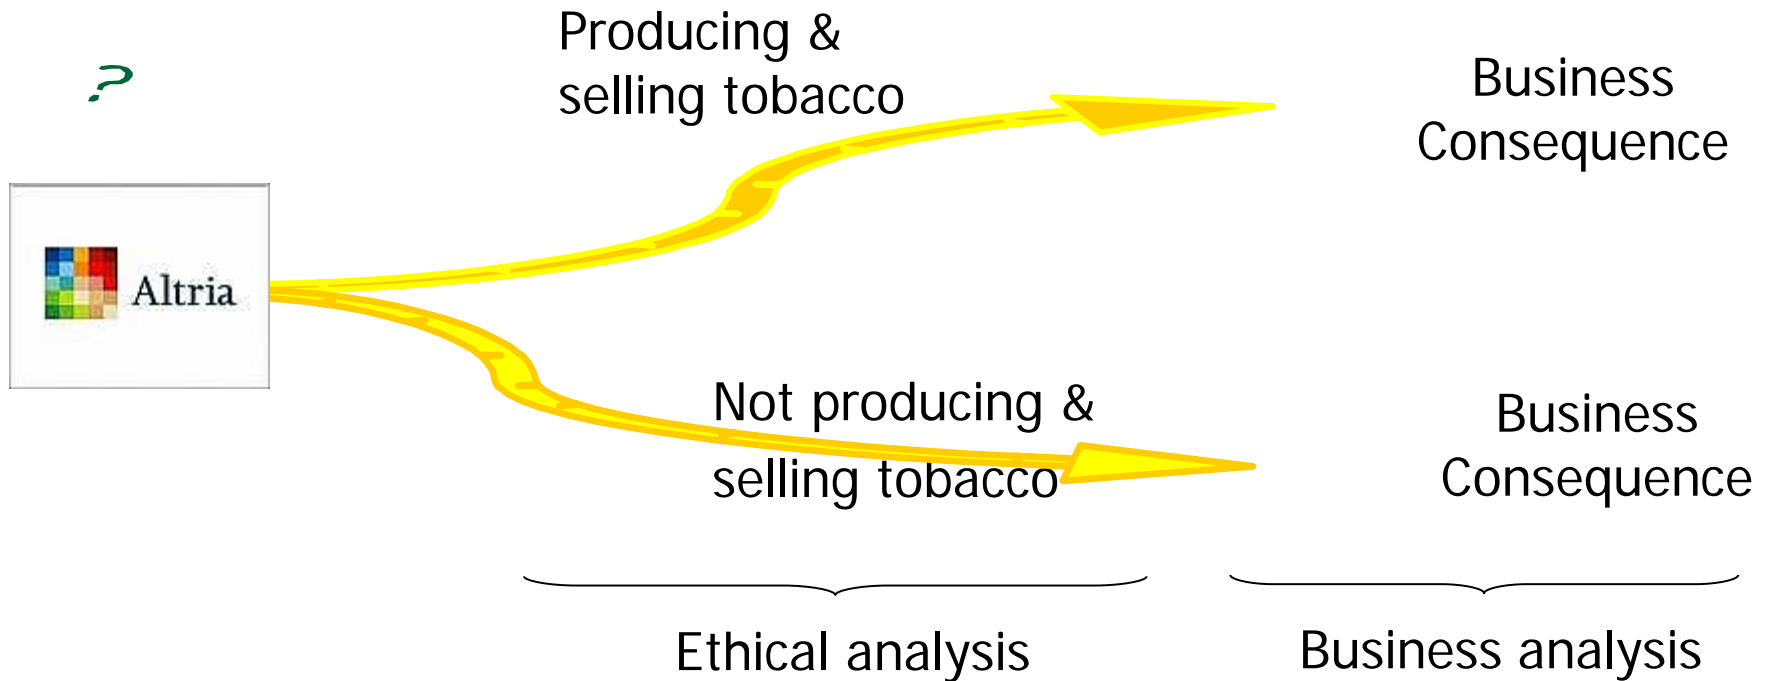 ?
Producing &
selling tobacco
Business
Consequence
Altria
Not producing &
selling tobacco
Business
Consequence
Ethical analysis
Business analysis